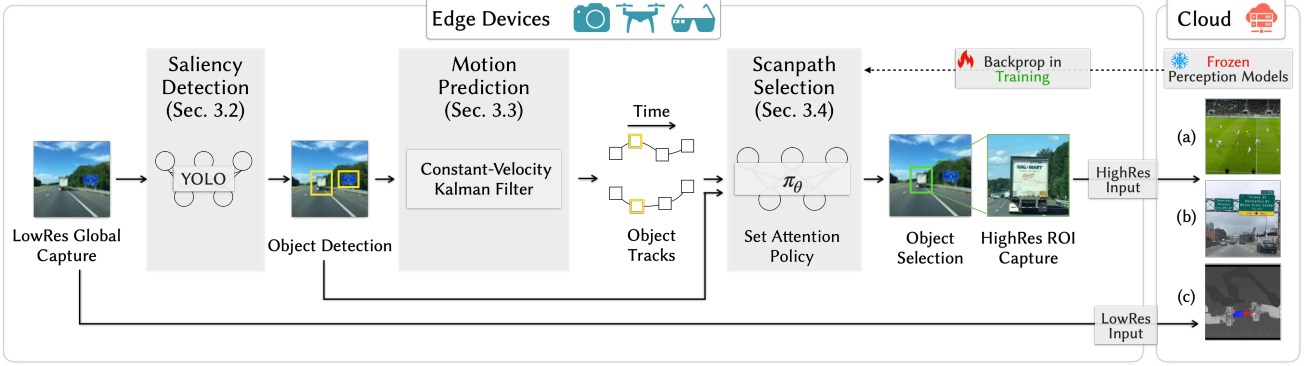 Edge Devices
Cloud
Saliency
Detection
(Sec. 3.2)
Motion
Prediction
(Sec. 3.3)
Scanpath
Selection
(Sec. 3.4)
Backprop in
Training
Frozen
Perception Models
Time
YOLO
Constant-Velocity
Kalman Filter
πθ
WAL-MART
(a)
HighRes
Input
(b)
LowRes Global
Capture
Object Detection
Object
Tracks
Set Attention
Policy
Object
Selection
HighRes ROI
Capture
(c)
LowRes
Input